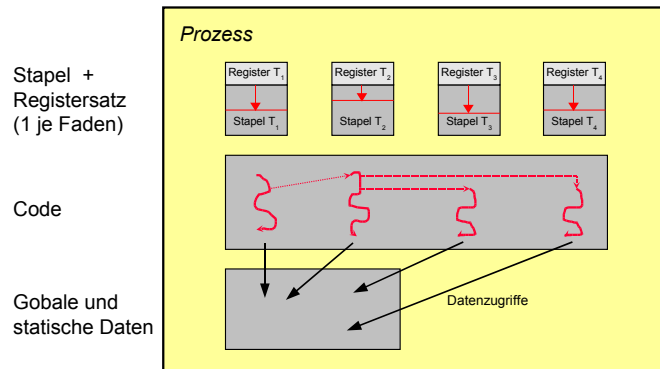 Prozess
Stapel +
Registersatz
(1 je Faden)
Register T1
Register T2
Register T3
Register T4
Stapel T1
Stapel T2
Stapel T3
Stapel T4
Code
Gobale und
statische Daten
Datenzugriffe